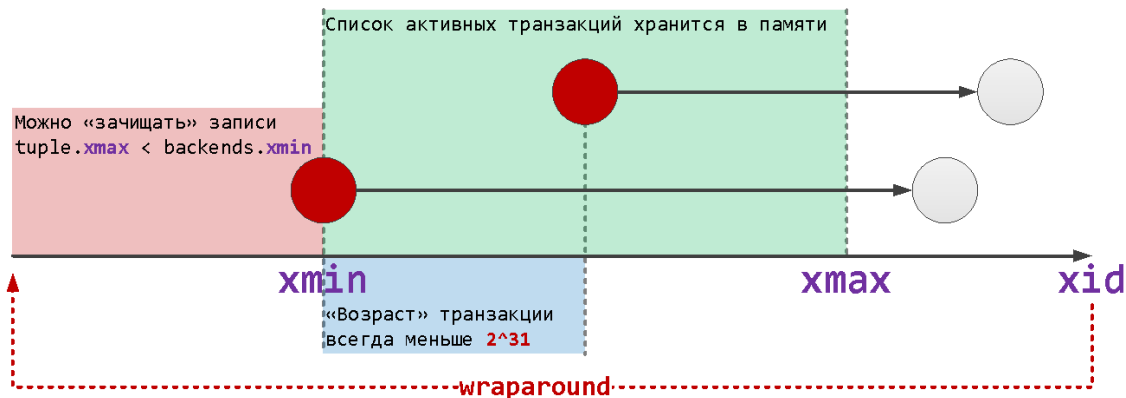 Список активных транзакций хранится в памяти
Можно «зачищать» записи
tuple.xmax < backends.xmin
xmin
xmax
xid
«Возраст» транзакции
всегда меньше 2^31
wraparound